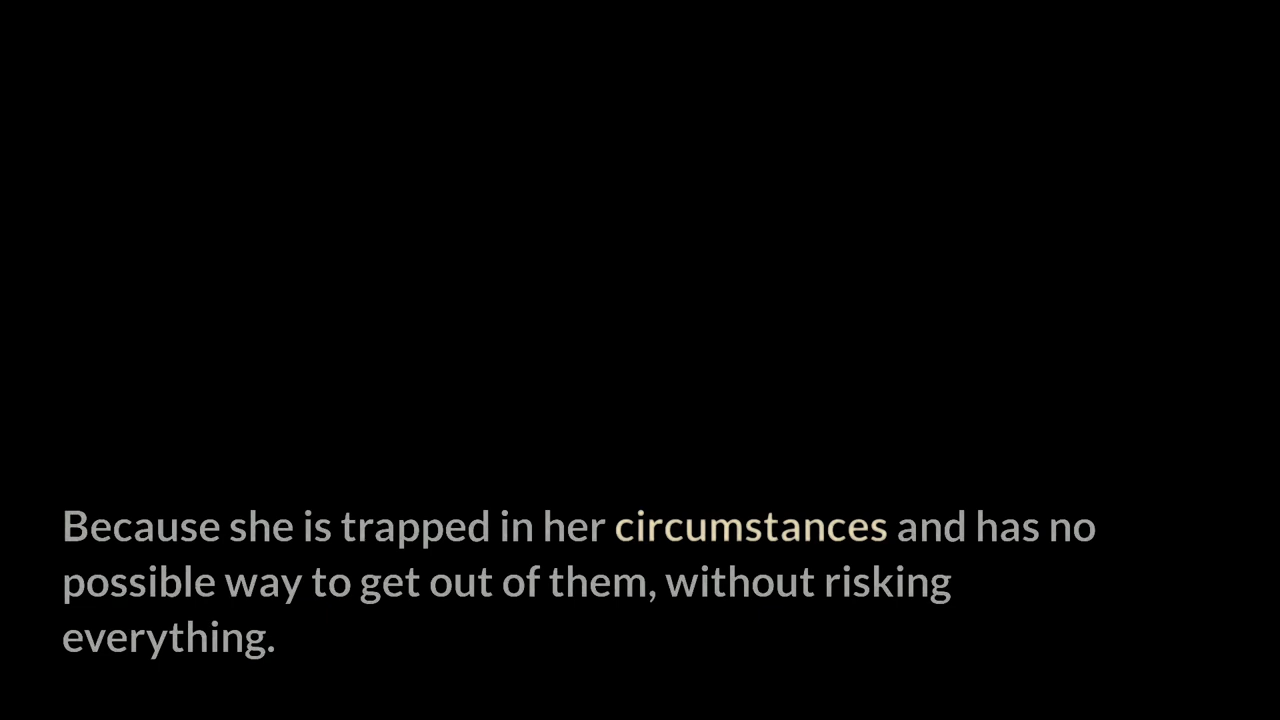 Because she is trapped in her circumstances and has no
possible way to get out of them, without risking
everything.